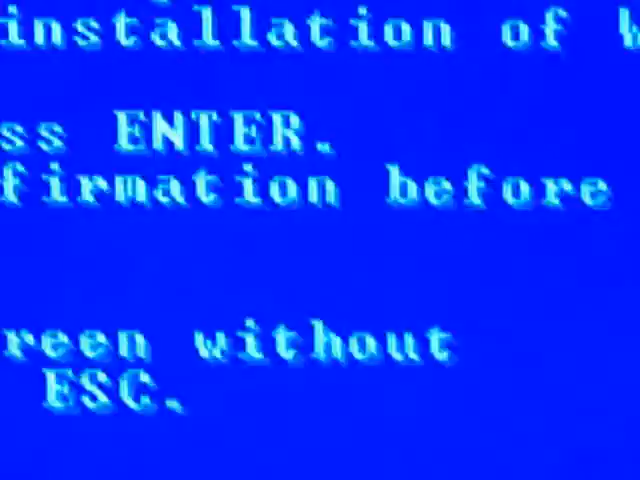 installation of W
ss ENTER.
firmation before
reen without
ESC.